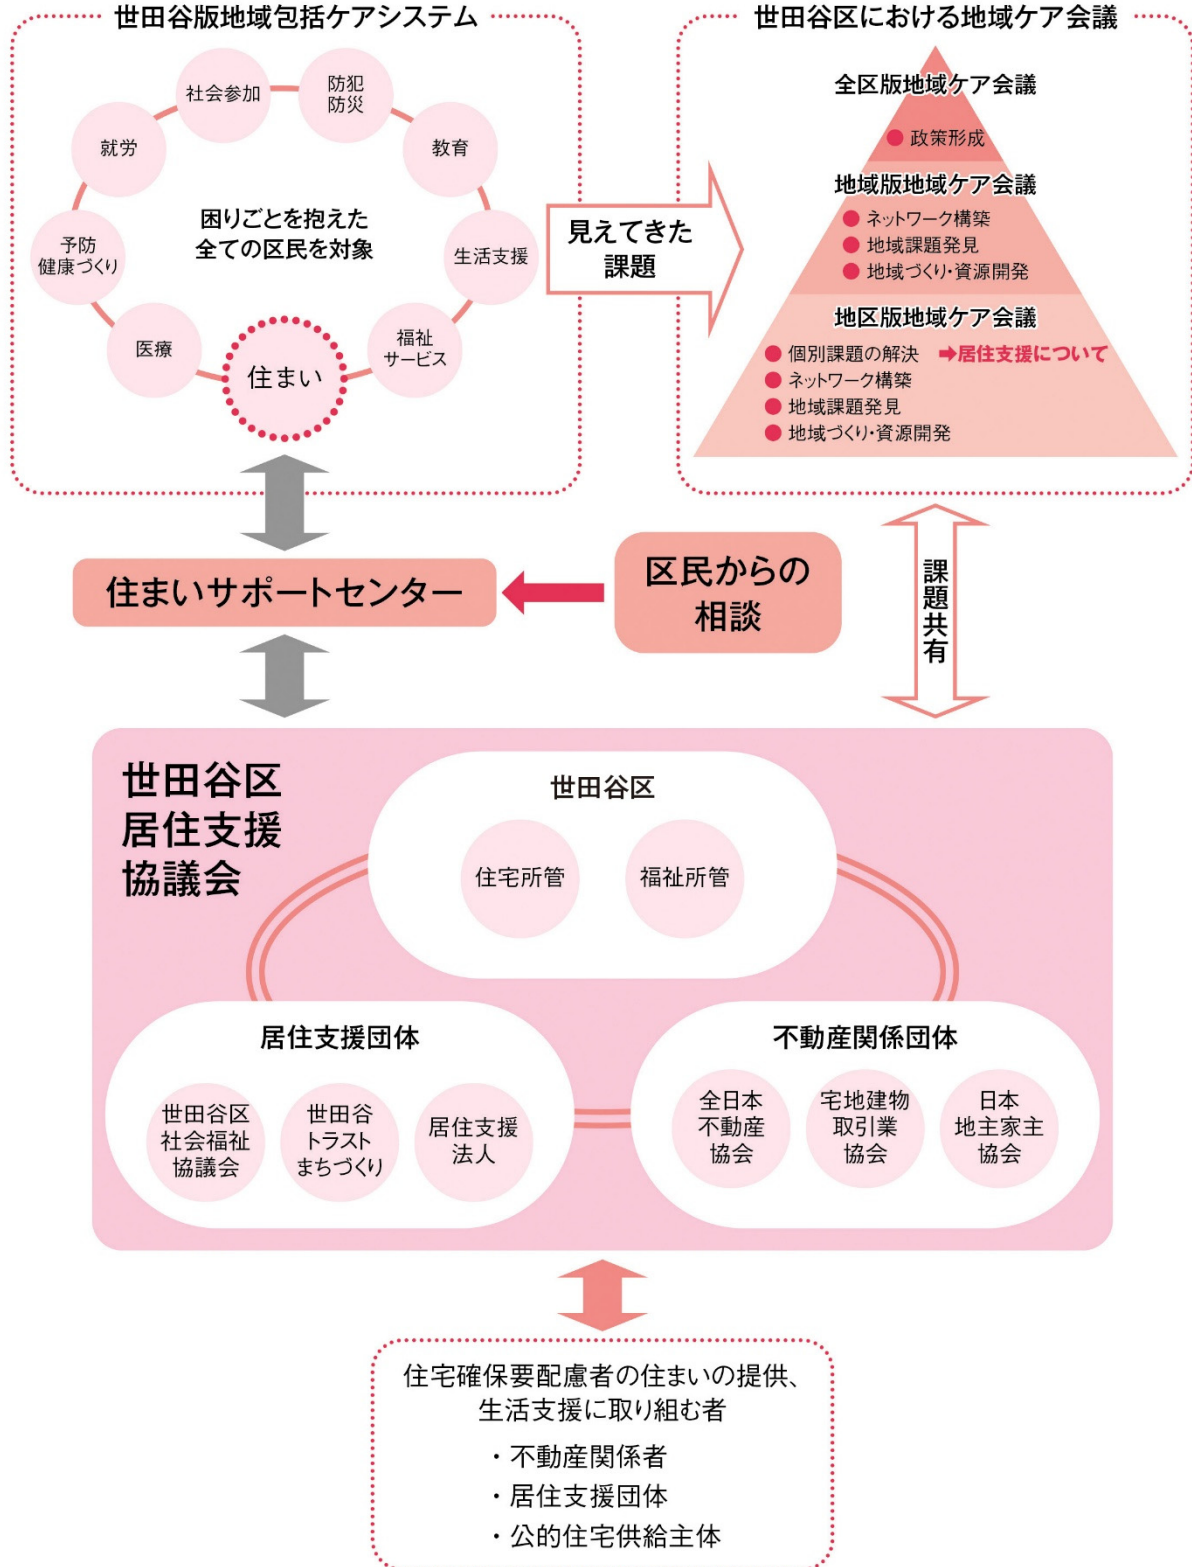 世田谷版地域包括ケアシステム
社会参加
防犯
防災
就労
教育
困りごとを抱えた
全ての区民を対象
予防
健康づくり
生活支援
医療
福祉
サービス
住まい
見えてきた
課題
世田谷区における地域ケア会議
全区版地域ケア会議
● 政策形成
地域版地域ケア会議
● ネットワーク構築
● 地域課題発見
● 地域づくり・資源開発
地区版地域ケア会議
● 個別課題の解決 ➡居住支援について
● ネットワーク構築
● 地域課題発見
● 地域づくり・資源開発
住まいサポートセンター
区民からの
相談
課題共有
世田谷区
居住支援
協議会
世田谷区
住宅所管
福祉所管
居住支援団体
世田谷区
社会福祉
協議会
世田谷
トラスト
まちづくり
居住支援
法人
不動産関係団体
全日本
不動産
協会
宅地建物
取引業
協会
日本
地主家主
協会
住宅確保要配慮者の住まいの提供、
生活支援に取り組む者
・不動産関係者
・居住支援団体
・公的住宅供給主体